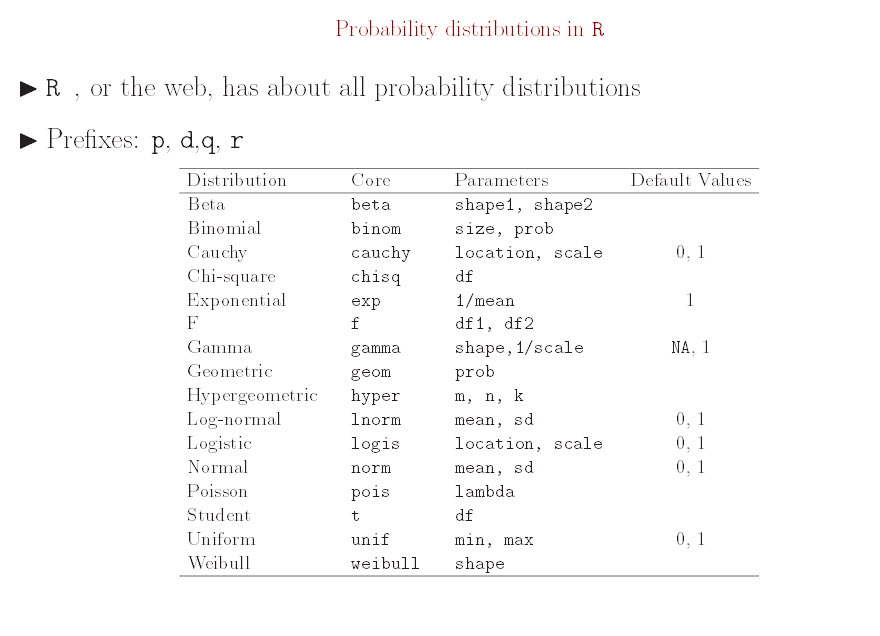 Probability distributions in R
▶ R , or the web, has about all probability distributions
▶ Prefixes: p, d,q, r
Distribution Core Parameters Default Values
Beta beta shape1, shape2
Binomial binom size, prob
Cauchy cauchy location, scale 0, 1
Chi-square chisq df
Exponential exp 1/mean 1
F f df1, df2
Gamma gamma shape,1/scale NA, 1
Geometric geom prob
Hypergeometric hyper m, n, k
Log-normal lnorm mean, sd 0, 1
Logistic logis location, scale 0, 1
Normal norm mean, sd 0, 1
Poisson pois lambda
Student t df
Uniform unif min, max 0, 1
Weibull weibull shape